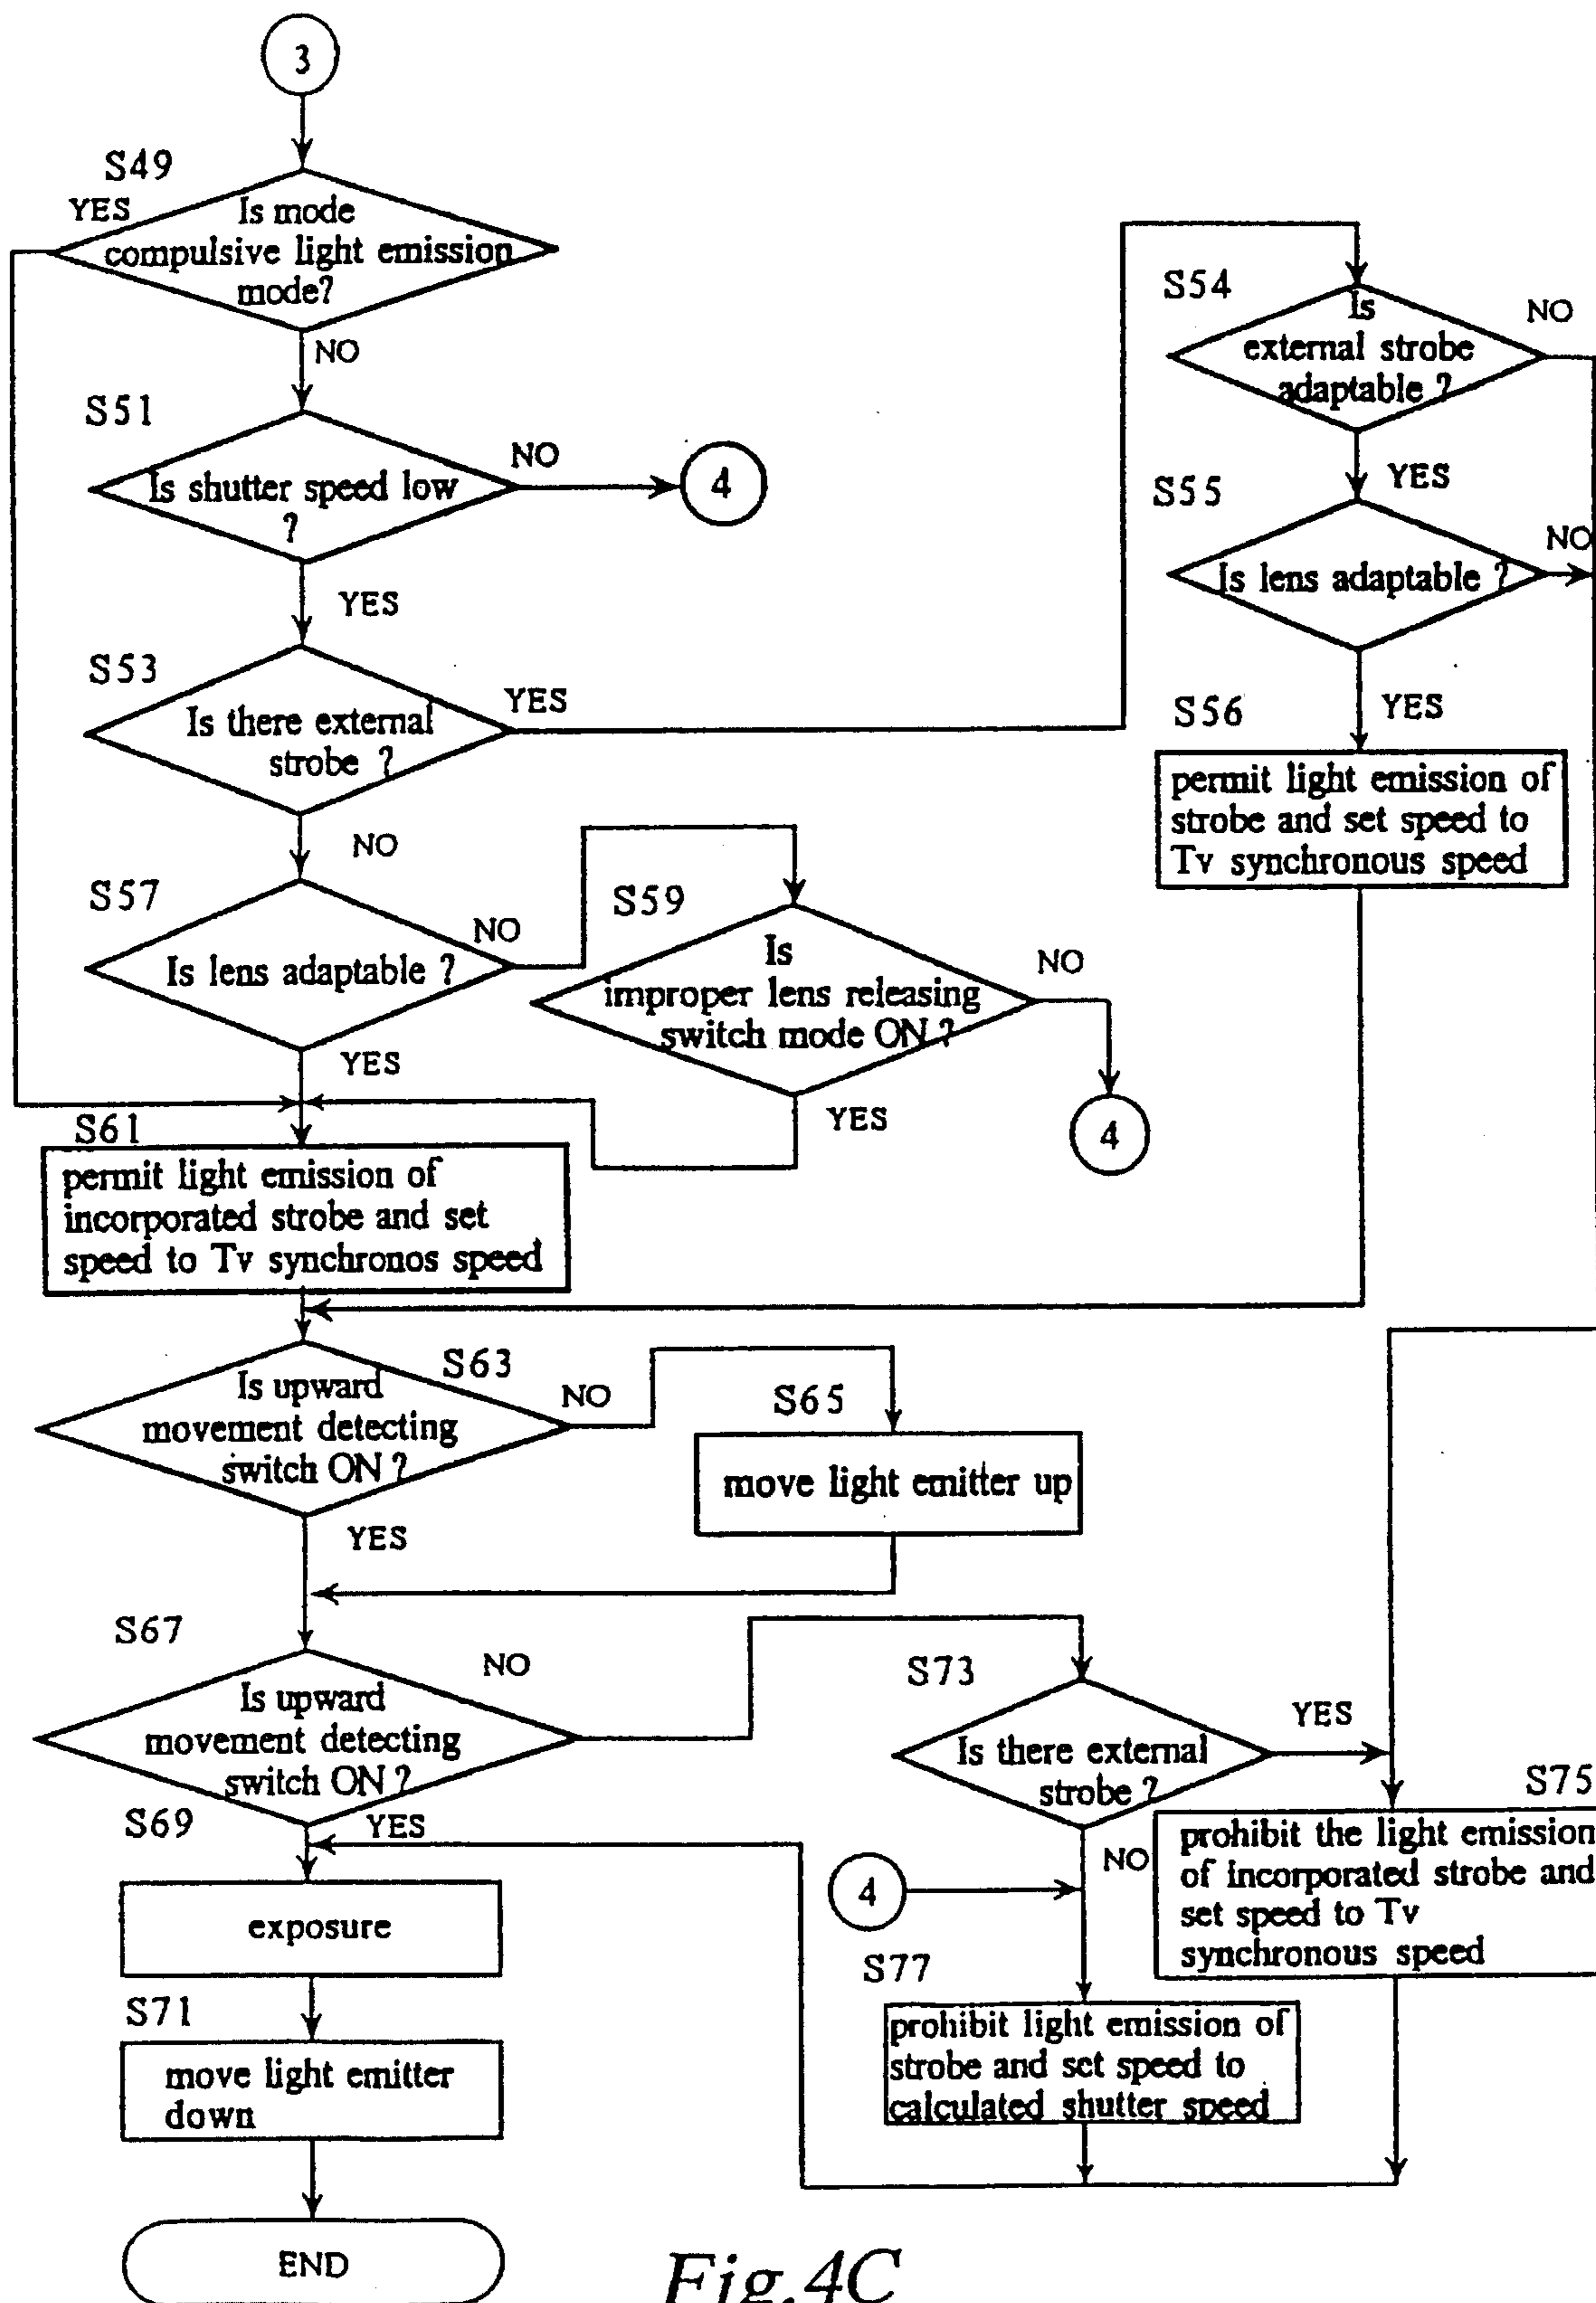 3
S49
YES
Is mode
compulsive light emission
mode?
NO
S51
Is shutter speed low
?
NO
4
YES
S53
Is there external
strobe ?
YES
NO
S54
Is
external strobe
adaptable ?
NO
YES
S55
Is lens adaptable ?
NO
YES
S56
permit light emission of
strobe and set speed to
Tv synchronous speed
S57
Is lens adaptable ?
NO
YES
S59
Is
improper lens releasing
switch mode ON ?
NO
4
YES
S61
permit light emission of
incorporated strobe and set
speed to Tv synchronos speed
S63
Is upward
movement detecting
switch ON ?
NO
YES
S65
move light emitter up
S67
Is upward
movement detecting
switch ON ?
NO
YES
S73
Is there external
strobe ?
YES
NO
S75
prohibit the light emission
of incorporated strobe and
set speed to Tv
synchronous speed
4
S77
prohibit light emission of
strobe and set speed to
calculated shutter speed
S69
exposure
S71
move light emitter
down
END
Fig.4C